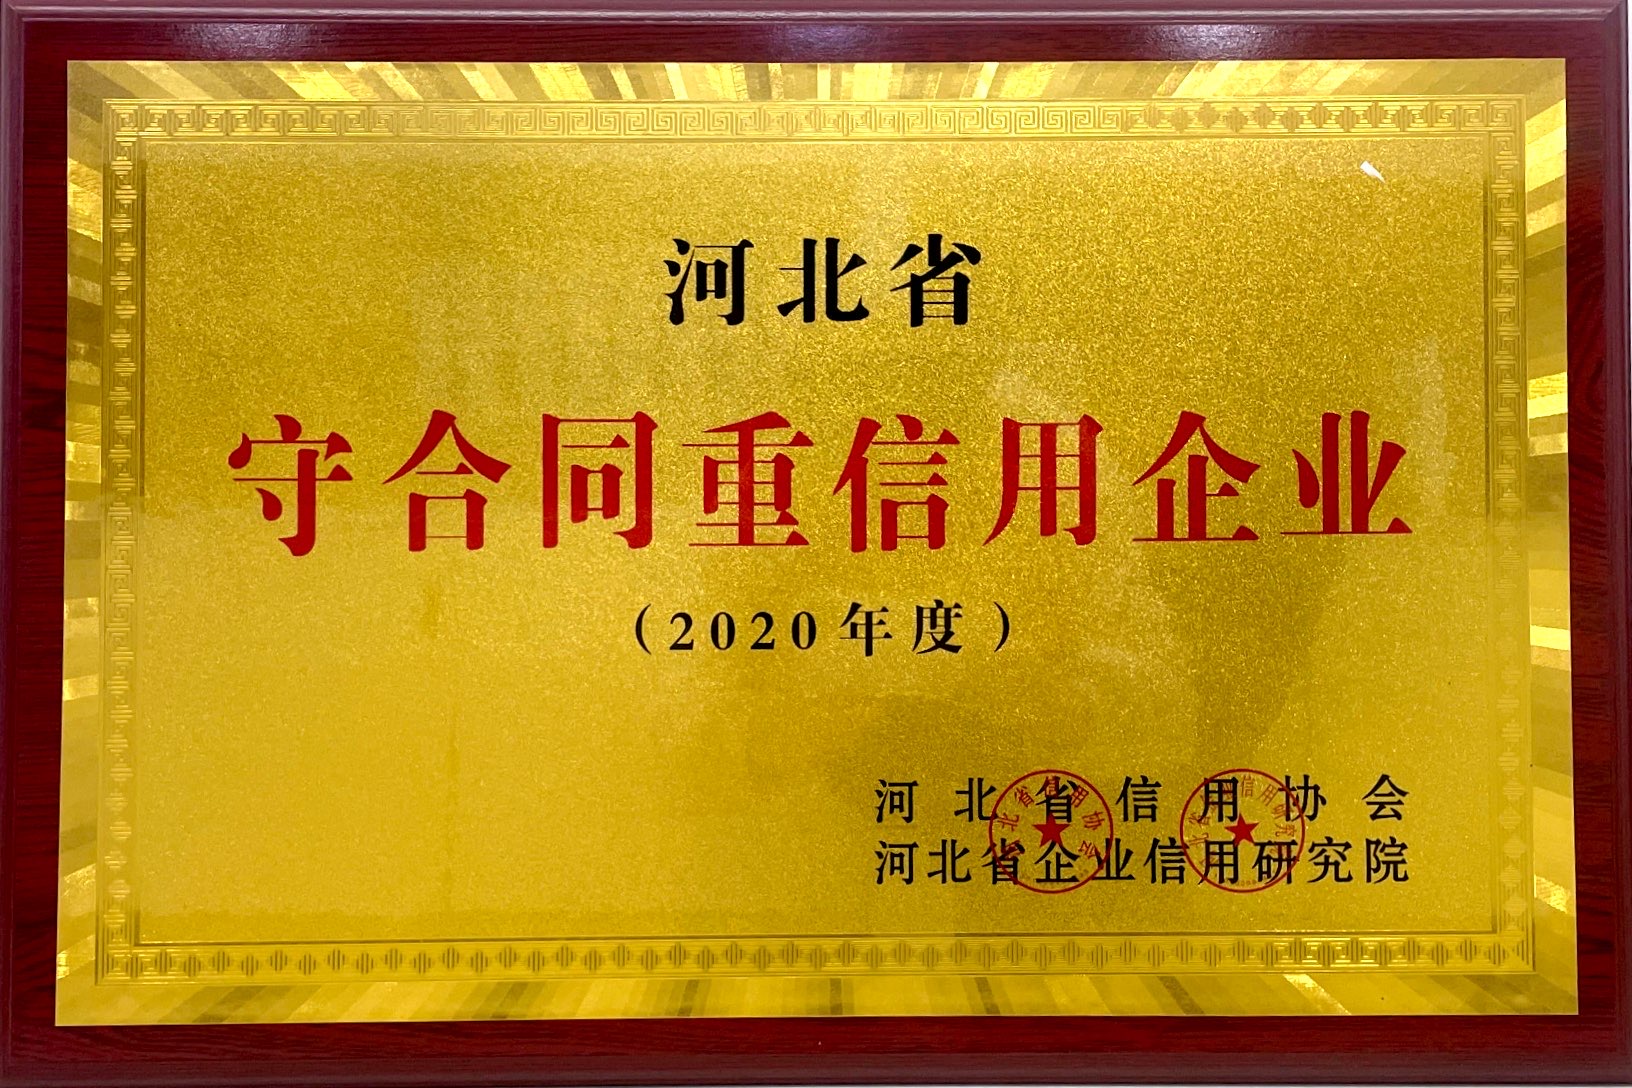 河北省
守合同重信用企业
（2020年度）
河北省信用协会
河北省企业信用研究院